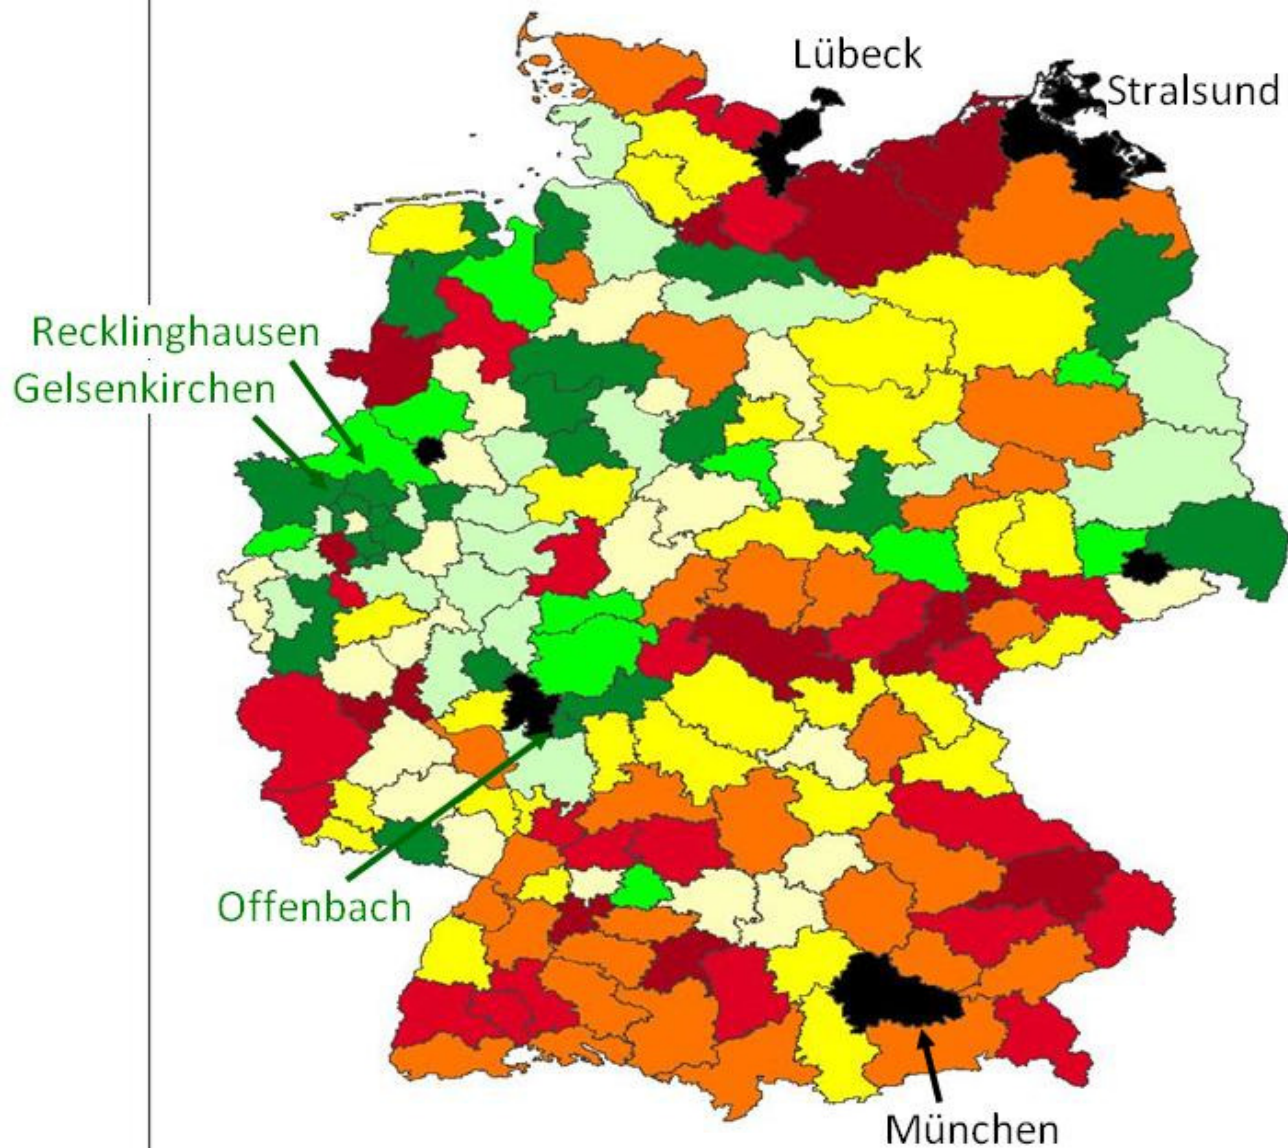 Lübeck
Stralsund
Recklinghausen
Gelsenkirchen
Offenbach
München